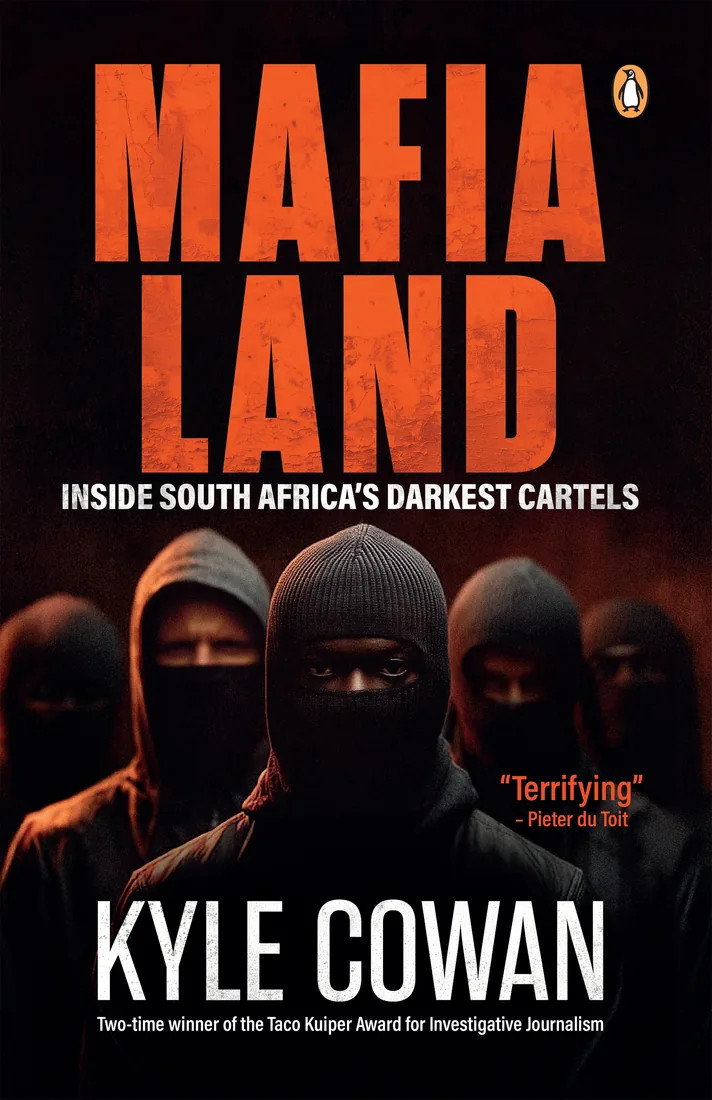 MAFIA
LAND
INSIDE SOUTH AFRICA'S DARKEST CARTELS
“Terrifying”
– Pieter du Toit
KYLE COWAN
Two-time winner of the Taco Kuiper Award for Investigative Journalism